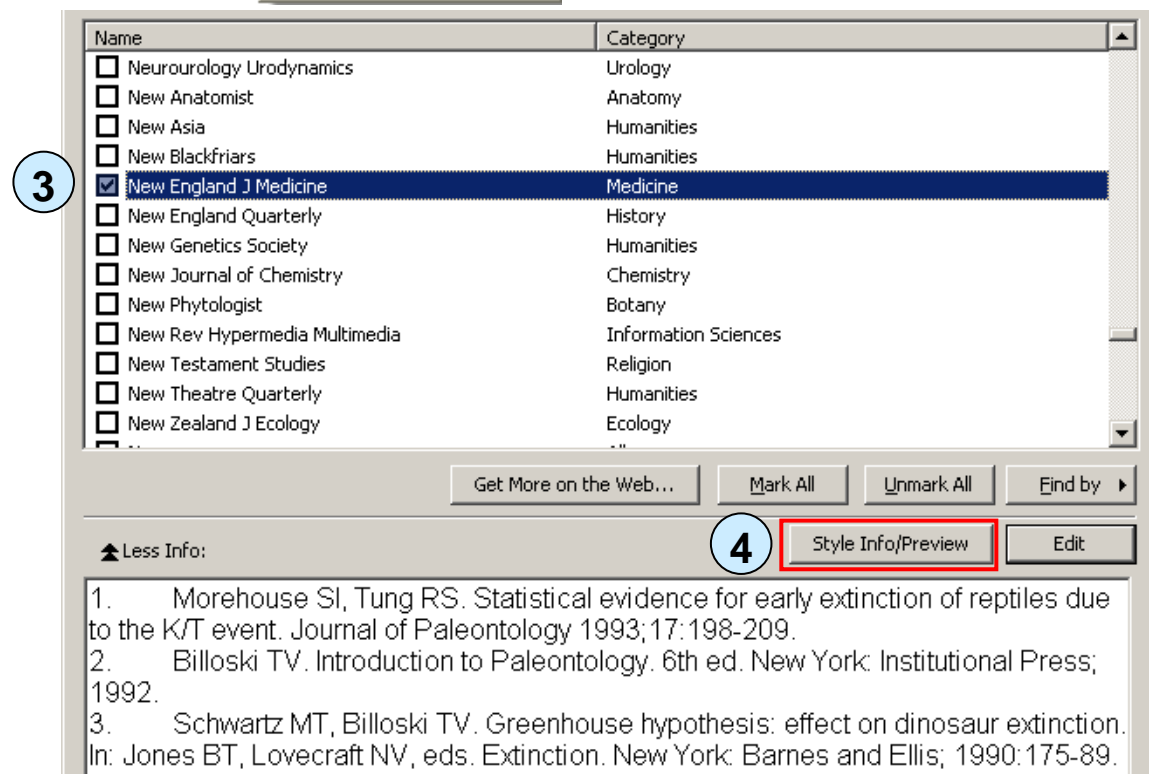 Name Category
Neurourology Urodynamics Urology
New Anatomist Anatomy
New Asia Humanities
New Blackfriars Humanities
3 New England J Medicine Medicine
New England Quarterly History
New Genetics Society Humanities
New Journal of Chemistry Chemistry
New Phytologist Botany
New Rev Hypermedia Multimedia Information Sciences
New Testament Studies Religion
New Theatre Quarterly Humanities
New Zealand J Ecology Ecology
Get More on the Web... Mark All Unmark All Find by
Less Info: 4 Style Info/Preview Edit
1. Morehouse SI, Tung RS. Statistical evidence for early extinction of reptiles due
to the K/T event. Journal of Paleontology 1993;17:198-209.
2. Billoski TV. Introduction to Paleontology. 6th ed. New York: Institutional Press;
1992.
3. Schwartz MT, Billoski TV. Greenhouse hypothesis: effect on dinosaur extinction.
In: Jones BT, Lovecraft NV, eds. Extinction. New York: Barnes and Ellis; 1990:175-89.